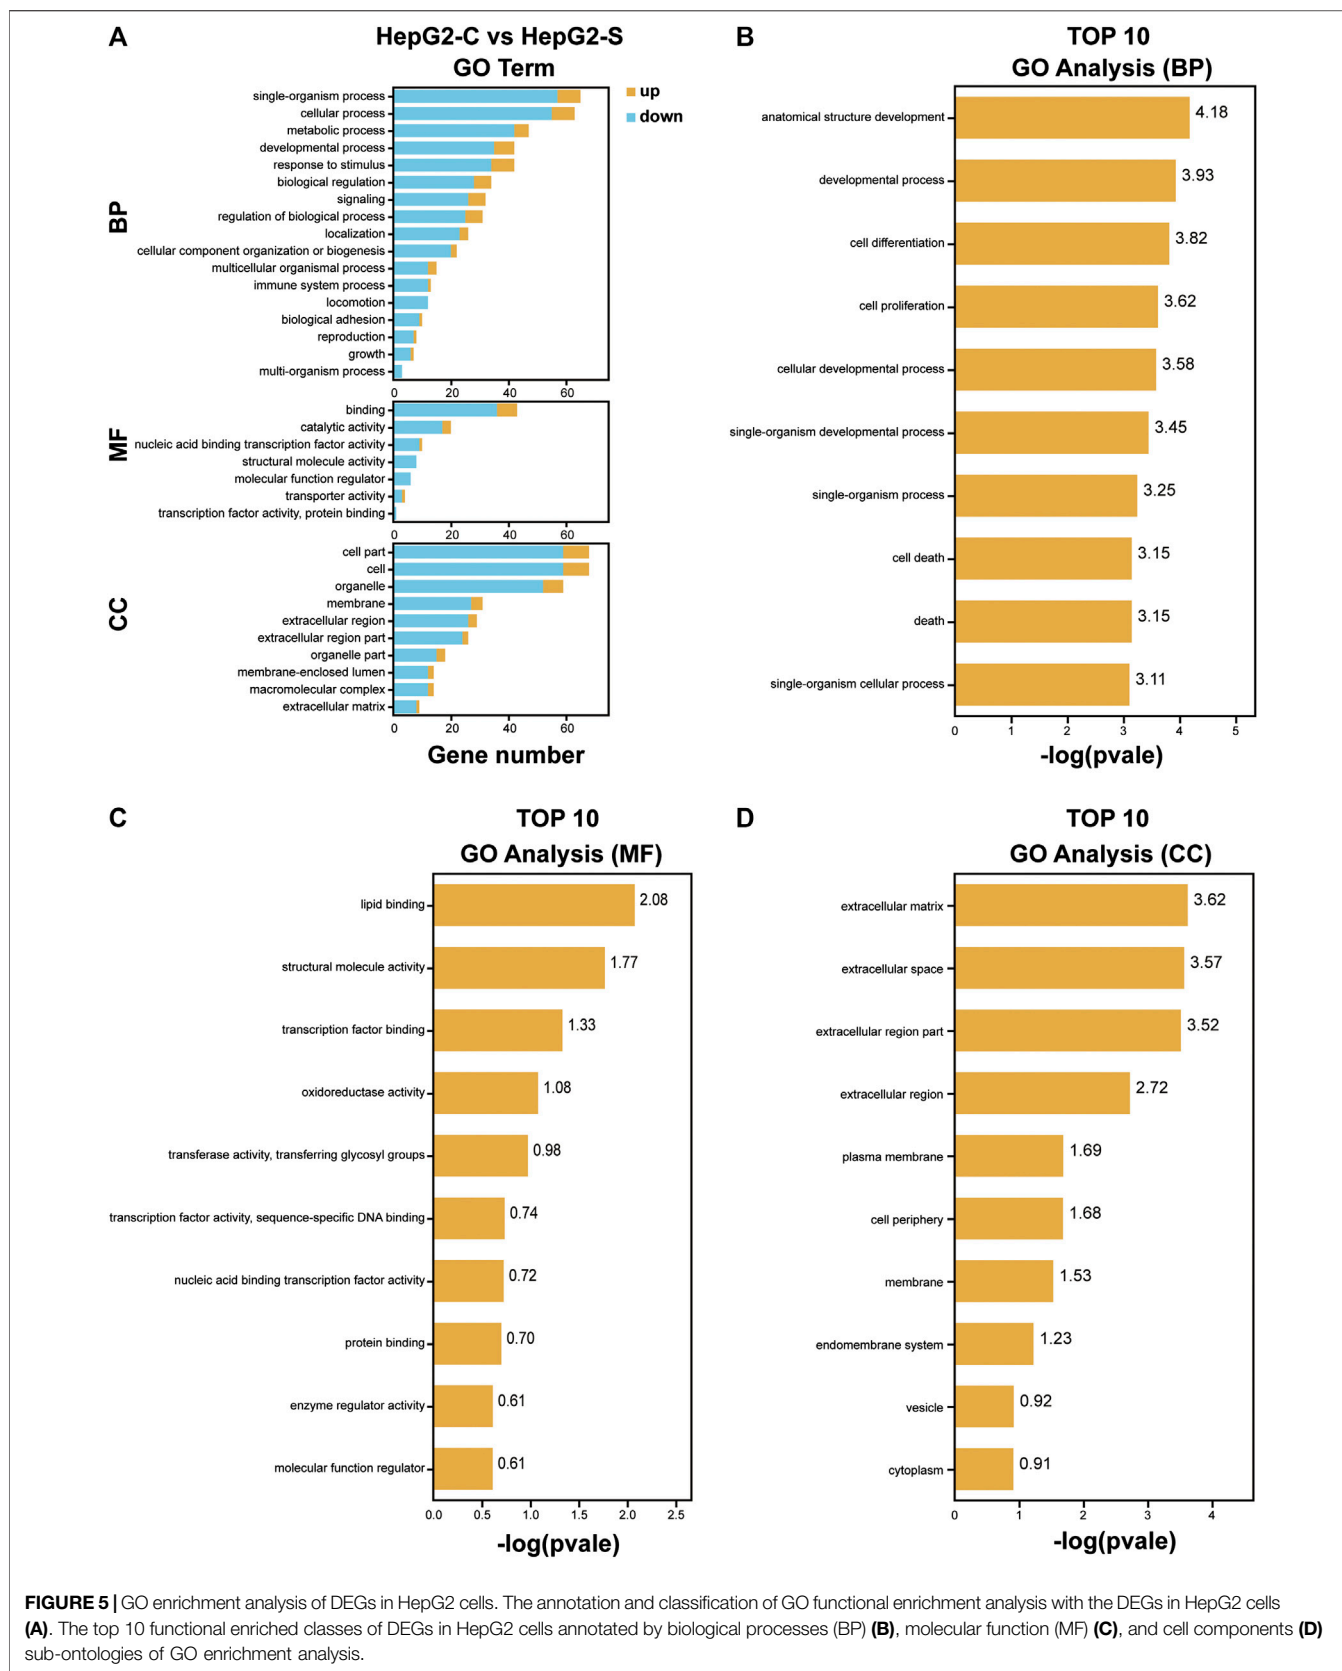 A
HepG2-C vs HepG2-S
GO Term
up
down
BP
single-organism process
cellular process
metabolic process
developmental process
response to stimulus
biological regulation
signaling
regulation of biological process
localization
cellular component organization or biogenesis
multicellular organismal process
immune system process
locomotion
biological adhesion
reproduction
growth
multi-organism process
0 20 40 60
MF
binding
catalytic activity
nucleic acid binding transcription factor activity
structural molecule activity
molecular function regulator
transporter activity
transcription factor activity, protein binding
0 20 40 60
CC
cell part
cell
organelle
membrane
extracellular region
extracellular region part
organelle part
membrane-enclosed lumen
macromolecular complex
extracellular matrix
0 20 40 60
Gene number
B
TOP 10
GO Analysis (BP)
anatomical structure development 4.18
developmental process 3.93
cell differentiation 3.82
cell proliferation 3.62
cellular developmental process 3.58
single-organism developmental process 3.45
single-organism process 3.25
cell death 3.15
death 3.15
single-organism cellular process 3.11
0 1 2 3 4 5
-log(pvale)
C
TOP 10
GO Analysis (MF)
lipid binding 2.08
structural molecule activity 1.77
transcription factor binding 1.33
oxidoreductase activity 1.08
transferase activity, transferring glycosyl groups 0.98
transcription factor activity, sequence-specific DNA binding 0.74
nucleic acid binding transcription factor activity 0.72
protein binding 0.70
enzyme regulator activity 0.61
molecular function regulator 0.61
0.0 0.5 1.0 1.5 2.0 2.5
-log(pvale)
D
TOP 10
GO Analysis (CC)
extracellular matrix 3.62
extracellular space 3.57
extracellular region part 3.52
extracellular region 2.72
plasma membrane 1.69
cell periphery 1.68
membrane 1.53
endomembrane system 1.23
vesicle 0.92
cytoplasm 0.91
0 1 2 3 4
-log(pvale)
FIGURE 5 | GO enrichment analysis of DEGs in HepG2 cells. The annotation and classification of GO functional enrichment analysis with the DEGs in HepG2 cells
(A). The top 10 functional enriched classes of DEGs in HepG2 cells annotated by biological processes (BP) (B), molecular function (MF) (C), and cell components (D)
sub-ontologies of GO enrichment analysis.